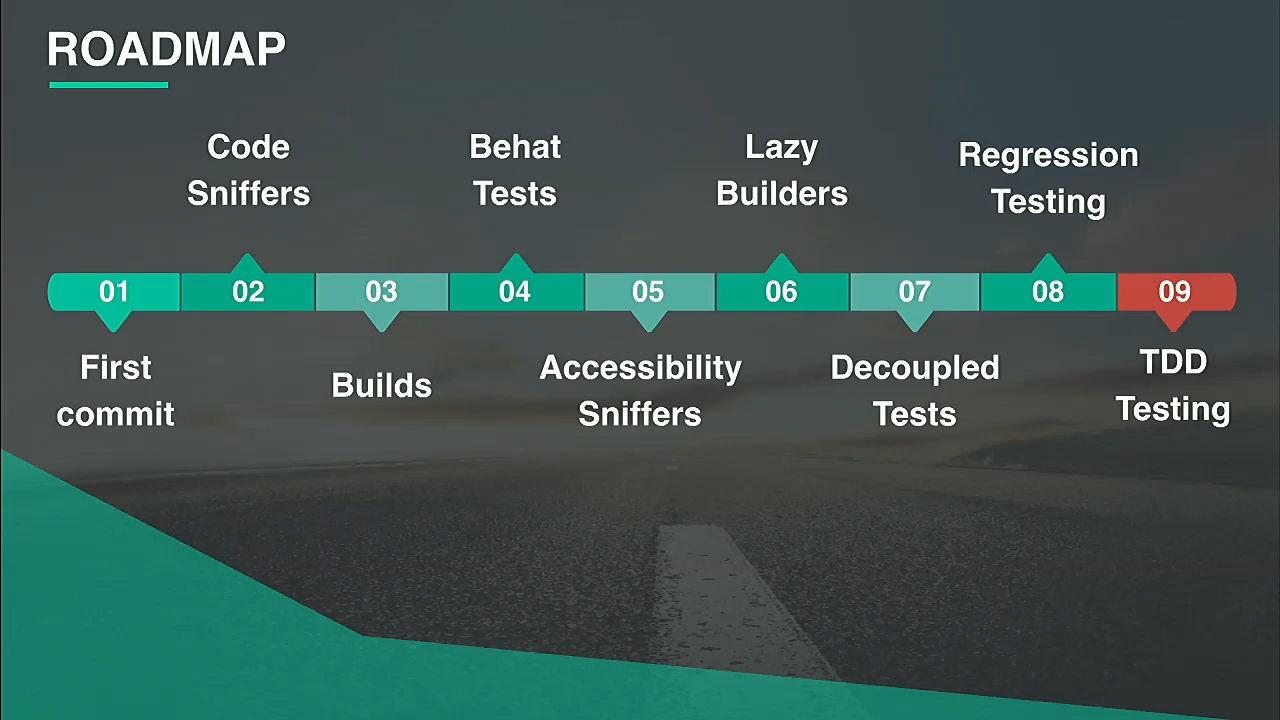 ROADMAP
Code
Sniffers
Behat
Tests
Lazy
Builders
Regression
Testing
01 02 03 04 05 06 07 08 09
First
commit
Builds
Accessibility
Sniffers
Decoupled
Tests
TDD
Testing